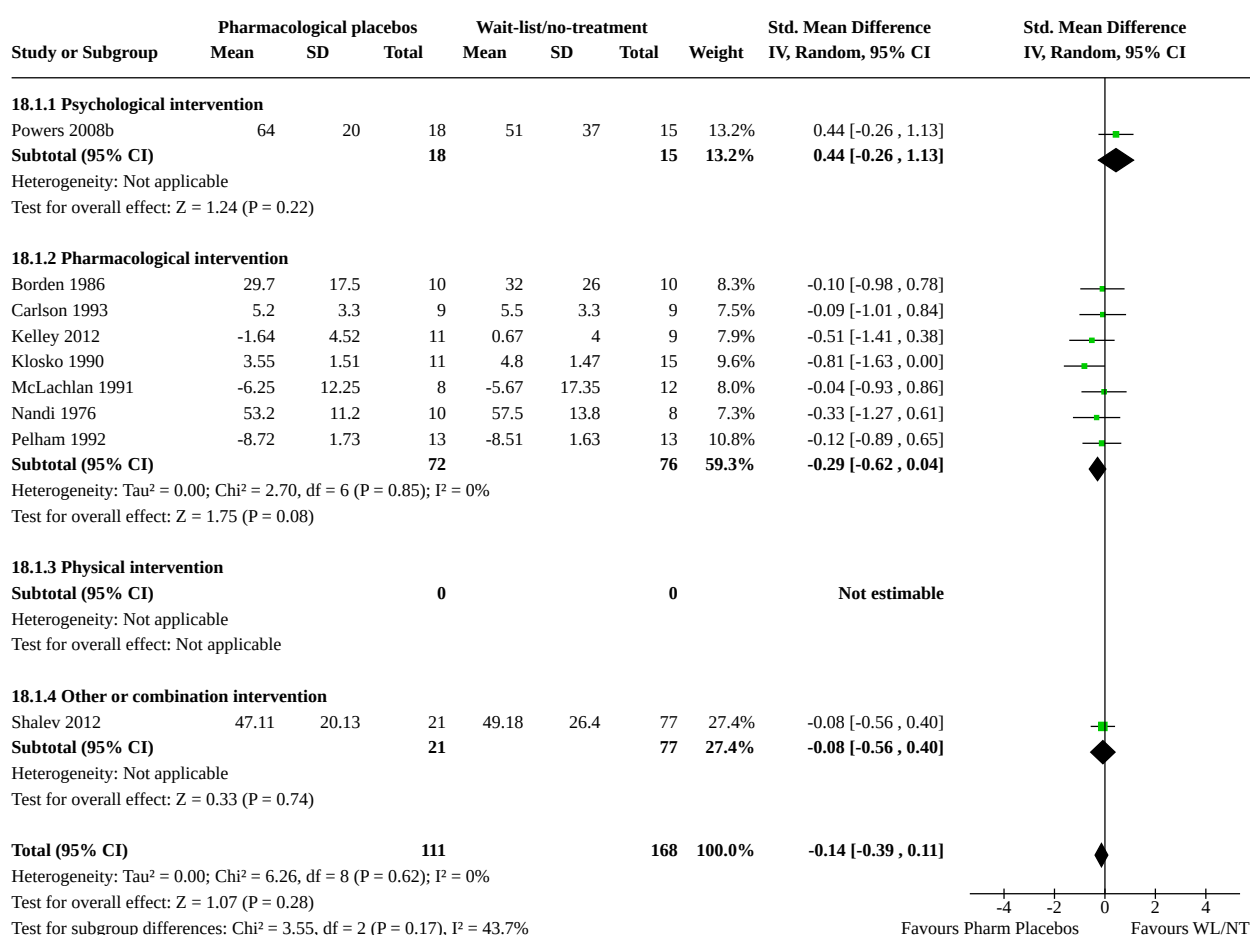 Pharmacological placebos Wait-list/no-treatment Std. Mean Difference Std. Mean Difference
Study or Subgroup Mean SD Total Mean SD Total Weight IV, Random, 95% CI IV, Random, 95% CI
18.1.1 Psychological intervention
Powers 2008b 64 20 18 51 37 15 13.2% 0.44 [-0.26 , 1.13]
Subtotal (95% CI) 18 15 13.2% 0.44 [-0.26 , 1.13]
Heterogeneity: Not applicable
Test for overall effect: Z = 1.24 (P = 0.22)
18.1.2 Pharmacological intervention
Borden 1986 29.7 17.5 10 32 26 10 8.3% -0.10 [-0.98 , 0.78]
Carlson 1993 5.2 3.3 9 5.5 3.3 9 7.5% -0.09 [-1.01 , 0.84]
Kelley 2012 -1.64 4.52 11 0.67 4 9 7.9% -0.51 [-1.41 , 0.38]
Klosko 1990 3.55 1.51 11 4.8 1.47 15 9.6% -0.81 [-1.63 , 0.00]
McLachlan 1991 -6.25 12.25 8 -5.67 17.35 12 8.0% -0.04 [-0.93 , 0.86]
Nandi 1976 53.2 11.2 10 57.5 13.8 8 7.3% -0.33 [-1.27 , 0.61]
Pelham 1992 -8.72 1.73 13 -8.51 1.63 13 10.8% -0.12 [-0.89 , 0.65]
Subtotal (95% CI) 72 76 59.3% -0.29 [-0.62 , 0.04]
Heterogeneity: Tau² = 0.00; Chi² = 2.70, df = 6 (P = 0.85); I² = 0%
Test for overall effect: Z = 1.75 (P = 0.08)
18.1.3 Physical intervention
Subtotal (95% CI) 0 0 Not estimable
Heterogeneity: Not applicable
Test for overall effect: Not applicable
18.1.4 Other or combination intervention
Shalev 2012 47.11 20.13 21 49.18 26.4 77 27.4% -0.08 [-0.56 , 0.40]
Subtotal (95% CI) 21 77 27.4% -0.08 [-0.56 , 0.40]
Heterogeneity: Not applicable
Test for overall effect: Z = 0.33 (P = 0.74)
Total (95% CI) 111 168 100.0% -0.14 [-0.39 , 0.11]
Heterogeneity: Tau² = 0.00; Chi² = 6.26, df = 8 (P = 0.62); I² = 0%
Test for overall effect: Z = 1.07 (P = 0.28) -4 -2 0 2 4
Test for subgroup differences: Chi² = 3.55, df = 2 (P = 0.17), I² = 43.7% Favours Pharm Placebos Favours WL/NT